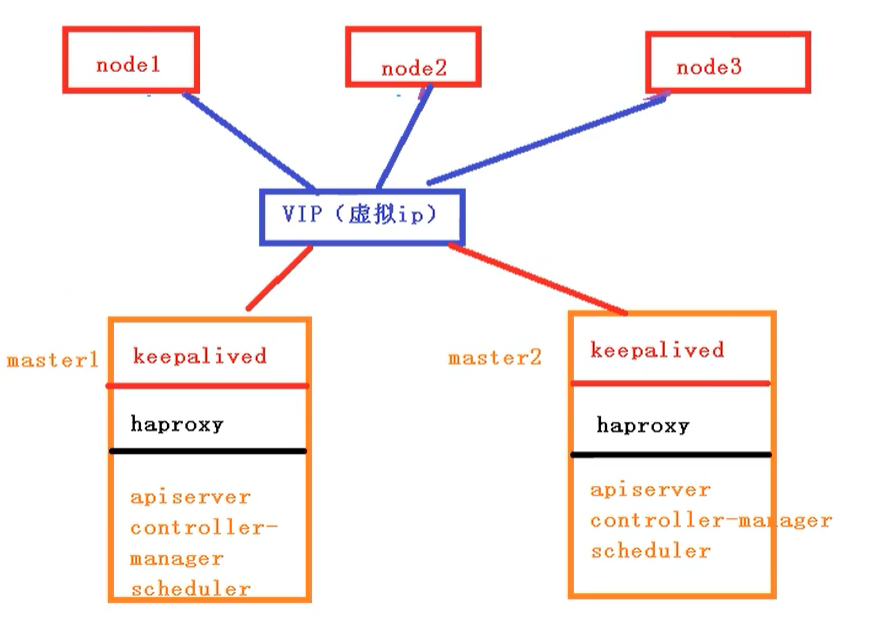 node1
node2
node3
VIP（虚拟ip）
master1
keepalived
haproxy
apiserver
controller-
manager
scheduler
master2
keepalived
haproxy
apiserver
controller-manager
scheduler